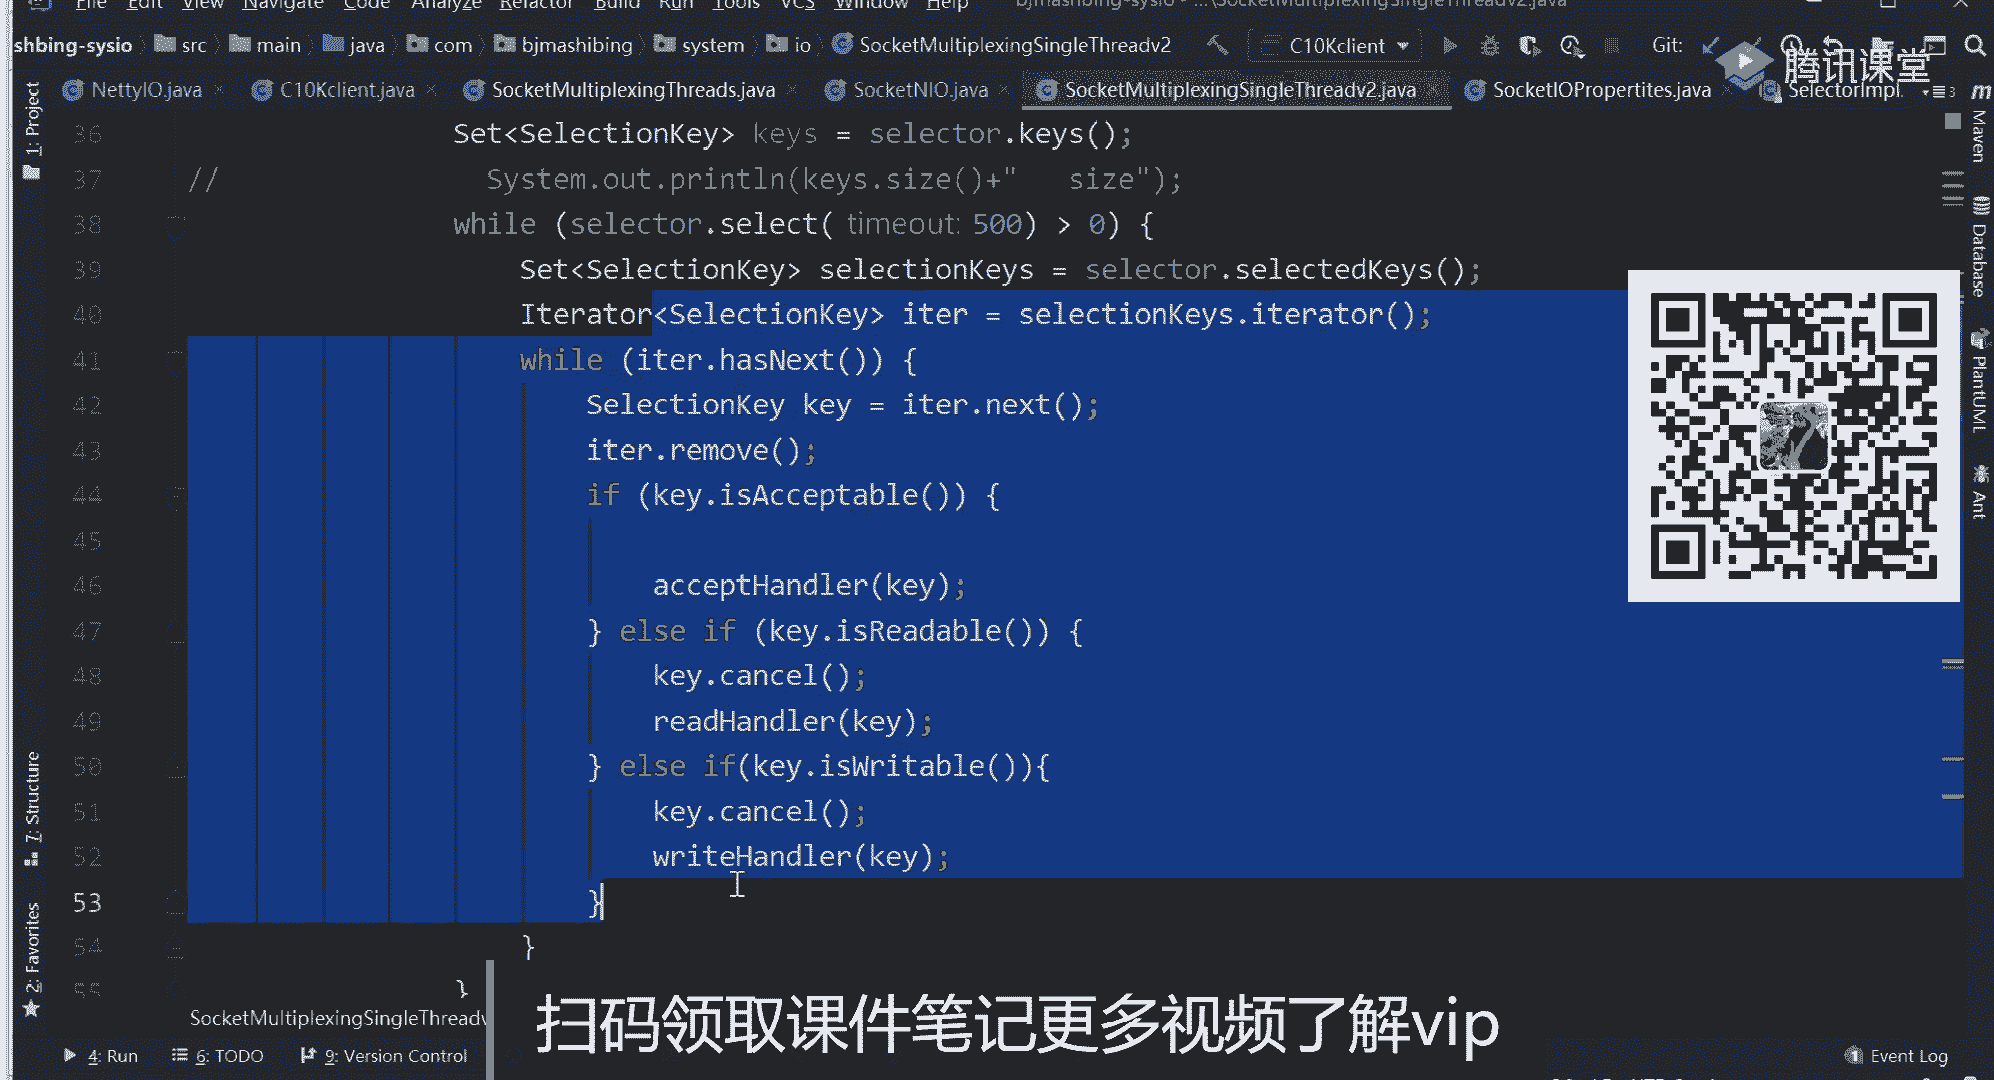 File Edit View Navigate Code Analyze Refactor Build Run Tools VCS Window Help bjmashbing-sysio - ...\SocketMultiplexingSingleThreadv2.java
shbing-sysio src main java com bjmashibing system io SocketMultiplexingSingleThreadv2 C10Kclient Git:
腾讯课堂
NettyIO.java C10Kclient.java SocketMultiplexingThreads.java SocketNIO.java SocketMultiplexingSingleThreadv2.java SocketIOPropertites.java SelectorImpl. 3
1: Project
Maven
Database
PlantUML
Ant
36 Set<SelectionKey> keys = selector.keys();
37 // System.out.println(keys.size()+"   size");
38 while (selector.select( timeout: 500) > 0) {
39 Set<SelectionKey> selectionKeys = selector.selectedKeys();
40 Iterator<SelectionKey> iter = selectionKeys.iterator();
41 while (iter.hasNext()) {
42 SelectionKey key = iter.next();
43 iter.remove();
44 if (key.isAcceptable()) {
45
46 acceptHandler(key);
47 } else if (key.isReadable()) {
48 key.cancel();
49 readHandler(key);
50 } else if(key.isWritable()){
51 key.cancel();
52 writeHandler(key);
53 }
54 }
55 }
7: Structure
2: Favorites
SocketMultiplexingSingleThreadv
扫码领取课件笔记更多视频了解vip
4: Run 6: TODO 9: Version Control 1 Event Log